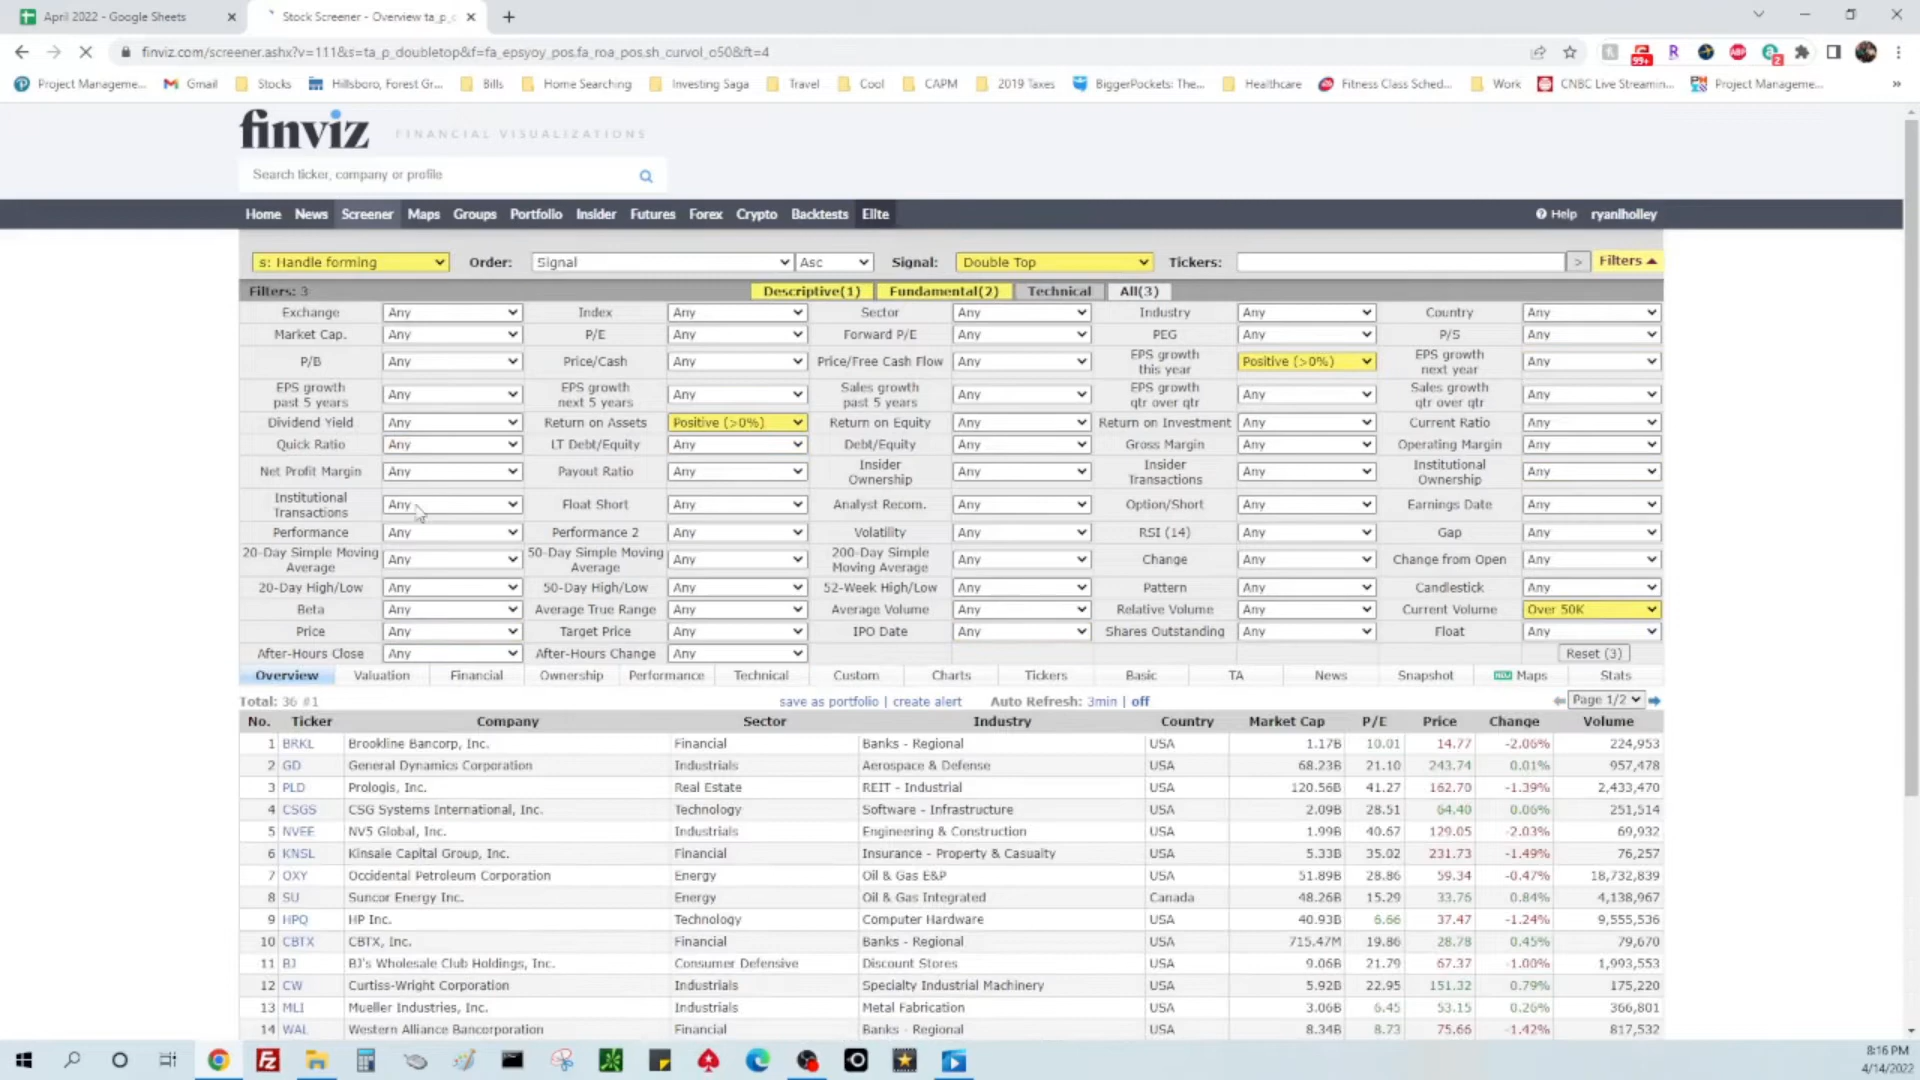 April 2022 - Google Sheets
Stock Screener - Overview ta_p_
finviz.com/screener.ashx?v=111&s=ta_p_doubletop&f=fa_epsyoy_pos,fa_roa_pos,sh_curvol_o50&ft=4
99+ R ABP 2
Project Manageme... Gmail Stocks Hillsboro, Forest Gr... Bills Home Searching Investing Saga Travel Cool CAPM 2019 Taxes BiggerPockets: The... Healthcare Fitness Class Sched... Work CNBC Live Streamin... Project Manageme... »
finviz FINANCIAL VISUALIZATIONS
Search ticker, company or profile
Home News Screener Maps Groups Portfolio Insider Futures Forex Crypto Backtests Elite Help ryanlholley
s: Handle forming Order: Signal Asc Signal: Double Top Tickers: > Filters
Filters: 3 Descriptive(1) Fundamental(2) Technical All(3)
Exchange Any Index Any Sector Any Industry Any Country Any
Market Cap. Any P/E Any Forward P/E Any PEG Any P/S Any
P/B Any Price/Cash Any Price/Free Cash Flow Any EPS growth this year Positive (>0%) EPS growth next year Any
EPS growth past 5 years Any EPS growth next 5 years Any Sales growth past 5 years Any EPS growth qtr over qtr Any Sales growth qtr over qtr Any
Dividend Yield Any Return on Assets Positive (>0%) Return on Equity Any Return on Investment Any Current Ratio Any
Quick Ratio Any LT Debt/Equity Any Debt/Equity Any Gross Margin Any Operating Margin Any
Net Profit Margin Any Payout Ratio Any Insider Ownership Any Insider Transactions Any Institutional Ownership Any
Institutional Transactions Any Float Short Any Analyst Recom. Any Option/Short Any Earnings Date Any
Performance Any Performance 2 Any Volatility Any RSI (14) Any Gap Any
20-Day Simple Moving Average Any 50-Day Simple Moving Average Any 200-Day Simple Moving Average Any Change Any Change from Open Any
20-Day High/Low Any 50-Day High/Low Any 52-Week High/Low Any Pattern Any Candlestick Any
Beta Any Average True Range Any Average Volume Any Relative Volume Any Current Volume Over 50K
Price Any Target Price Any IPO Date Any Shares Outstanding Any Float Any
After-Hours Close Any After-Hours Change Any Reset (3)
Overview Valuation Financial Ownership Performance Technical Custom Charts Tickers Basic TA News Snapshot Maps Stats
Total: 36 #1 save as portfolio | create alert Auto Refresh: 3min | off Page 1/2
No. Ticker Company Sector Industry Country Market Cap P/E Price Change Volume
1 BRKL Brookline Bancorp, Inc. Financial Banks - Regional USA 1.17B 10.01 14.77 -2.06% 224,953
2 GD General Dynamics Corporation Industrials Aerospace & Defense USA 68.23B 21.10 243.74 0.01% 957,478
3 PLD Prologis, Inc. Real Estate REIT - Industrial USA 120.56B 41.27 162.70 -1.39% 2,433,470
4 CSGS CSG Systems International, Inc. Technology Software - Infrastructure USA 2.09B 28.51 64.40 0.06% 251,514
5 NVEE NV5 Global, Inc. Industrials Engineering & Construction USA 1.99B 40.67 129.05 -2.03% 69,932
6 KNSL Kinsale Capital Group, Inc. Financial Insurance - Property & Casualty USA 5.33B 35.02 231.73 -1.49% 76,257
7 OXY Occidental Petroleum Corporation Energy Oil & Gas E&P USA 51.89B 28.86 59.34 -0.47% 18,732,839
8 SU Suncor Energy Inc. Energy Oil & Gas Integrated Canada 48.26B 15.29 33.76 0.84% 4,138,967
9 HPQ HP Inc. Technology Computer Hardware USA 40.93B 6.66 37.47 -1.24% 9,555,536
10 CBTX CBTX, Inc. Financial Banks - Regional USA 715.47M 19.86 28.78 0.45% 79,670
11 BJ BJ's Wholesale Club Holdings, Inc. Consumer Defensive Discount Stores USA 9.06B 21.79 67.37 -1.00% 1,993,553
12 CW Curtiss-Wright Corporation Industrials Specialty Industrial Machinery USA 5.92B 22.95 151.32 0.79% 175,220
13 MLI Mueller Industries, Inc. Industrials Metal Fabrication USA 3.06B 6.45 53.15 0.26% 366,801
14 WAL Western Alliance Bancorporation Financial Banks - Regional USA 8.34B 8.73 75.66 -1.42% 817,532
8:16 PM
4/14/2022